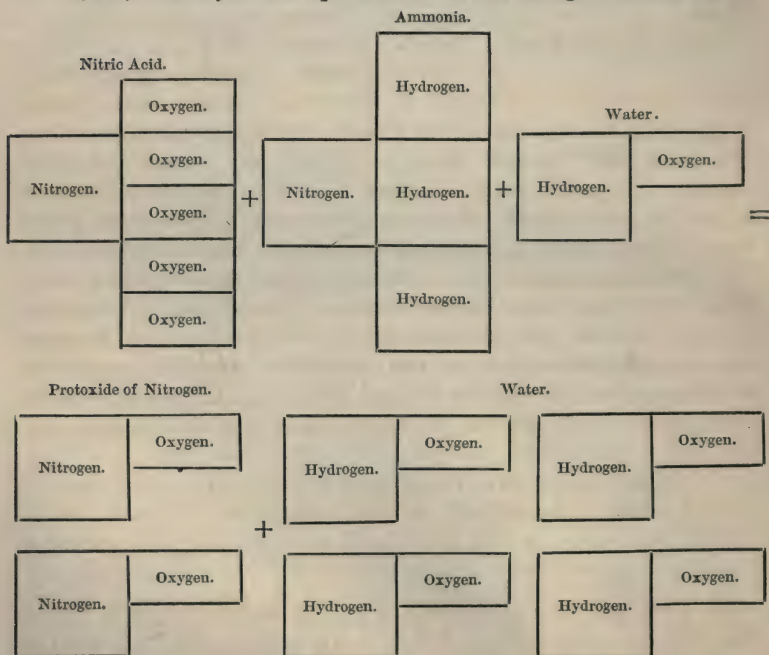 Ammonia.
Nitric Acid.
Hydrogen.
Oxygen.
Water.
Oxygen.
Oxygen.
Nitrogen.
+
Nitrogen.
Hydrogen.
+
Hydrogen.
Oxygen.
=
Oxygen.
Oxygen.
Hydrogen.
Protoxide of Nitrogen.
Water.
Nitrogen.
Oxygen.
Hydrogen.
Oxygen.
Hydrogen.
Oxygen.
+
Nitrogen.
Oxygen.
Hydrogen.
Oxygen.
Hydrogen.
Oxygen.